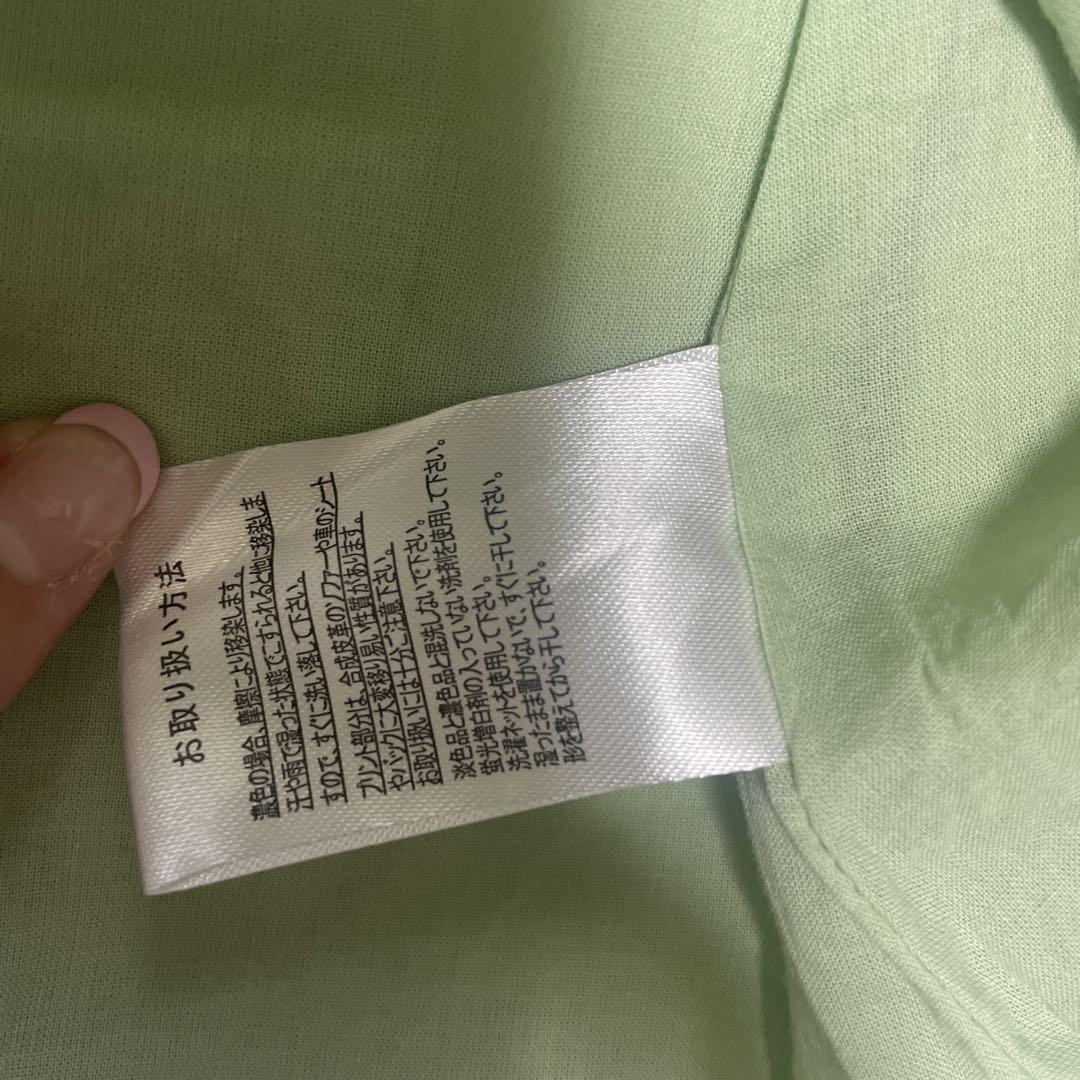 お取り扱い方法
濃色の場合、摩擦により移染します。
汗や雨で湿った状態でこすられると他に移染しま
すので、すぐに洗い落して下さい。
プリント部分は、合成皮革のソファーや車のシート
やバックに大変移り易い性質があります。
お取り扱いには十分ご注意下さい。
淡色品と濃色品と混洗しないで下さい。
蛍光増白剤の入っていない洗剤を使用して下さい。
洗濯ネットを使用して下さい。
湿ったまま置かないで、すぐに干して下さい。
形を整えてから干して下さい。